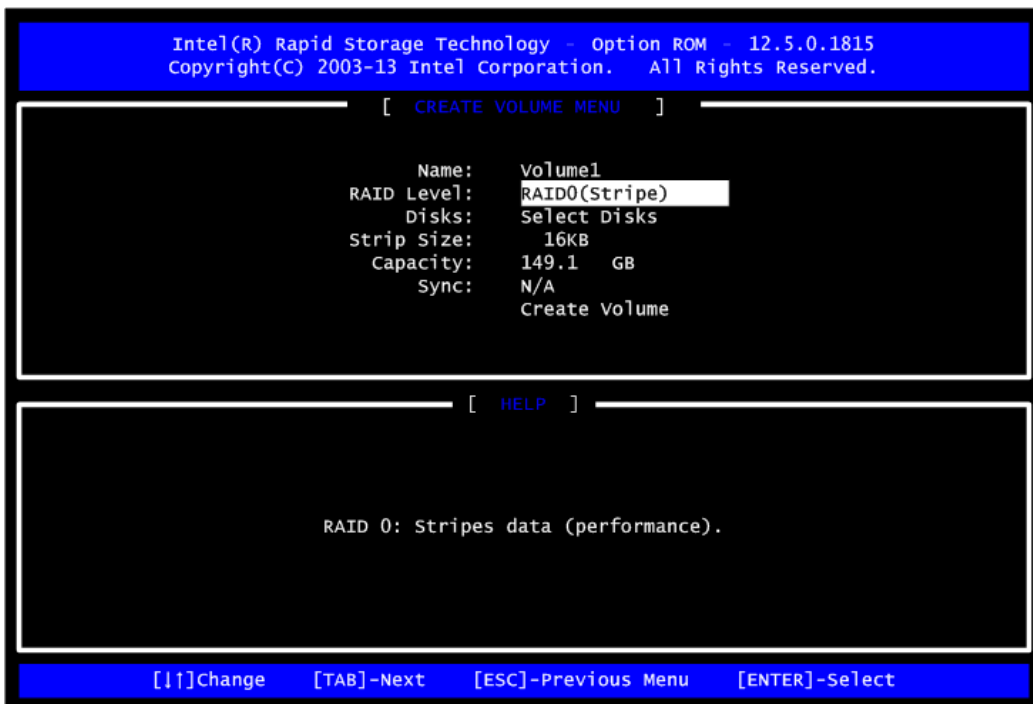 Intel(R) Rapid Storage Technology - Option ROM - 12.5.0.1815
Copyright(C) 2003-13 Intel Corporation. All Rights Reserved.
[ CREATE VOLUME MENU ]
Name: Volume1
RAID Level: RAID0(Stripe)
Disks: Select Disks
Strip Size: 16KB
Capacity: 149.1 GB
Sync: N/A
Create Volume
[ HELP ]
RAID 0: Stripes data (performance).
[↓↑]Change [TAB]-Next [ESC]-Previous Menu [ENTER]-Select